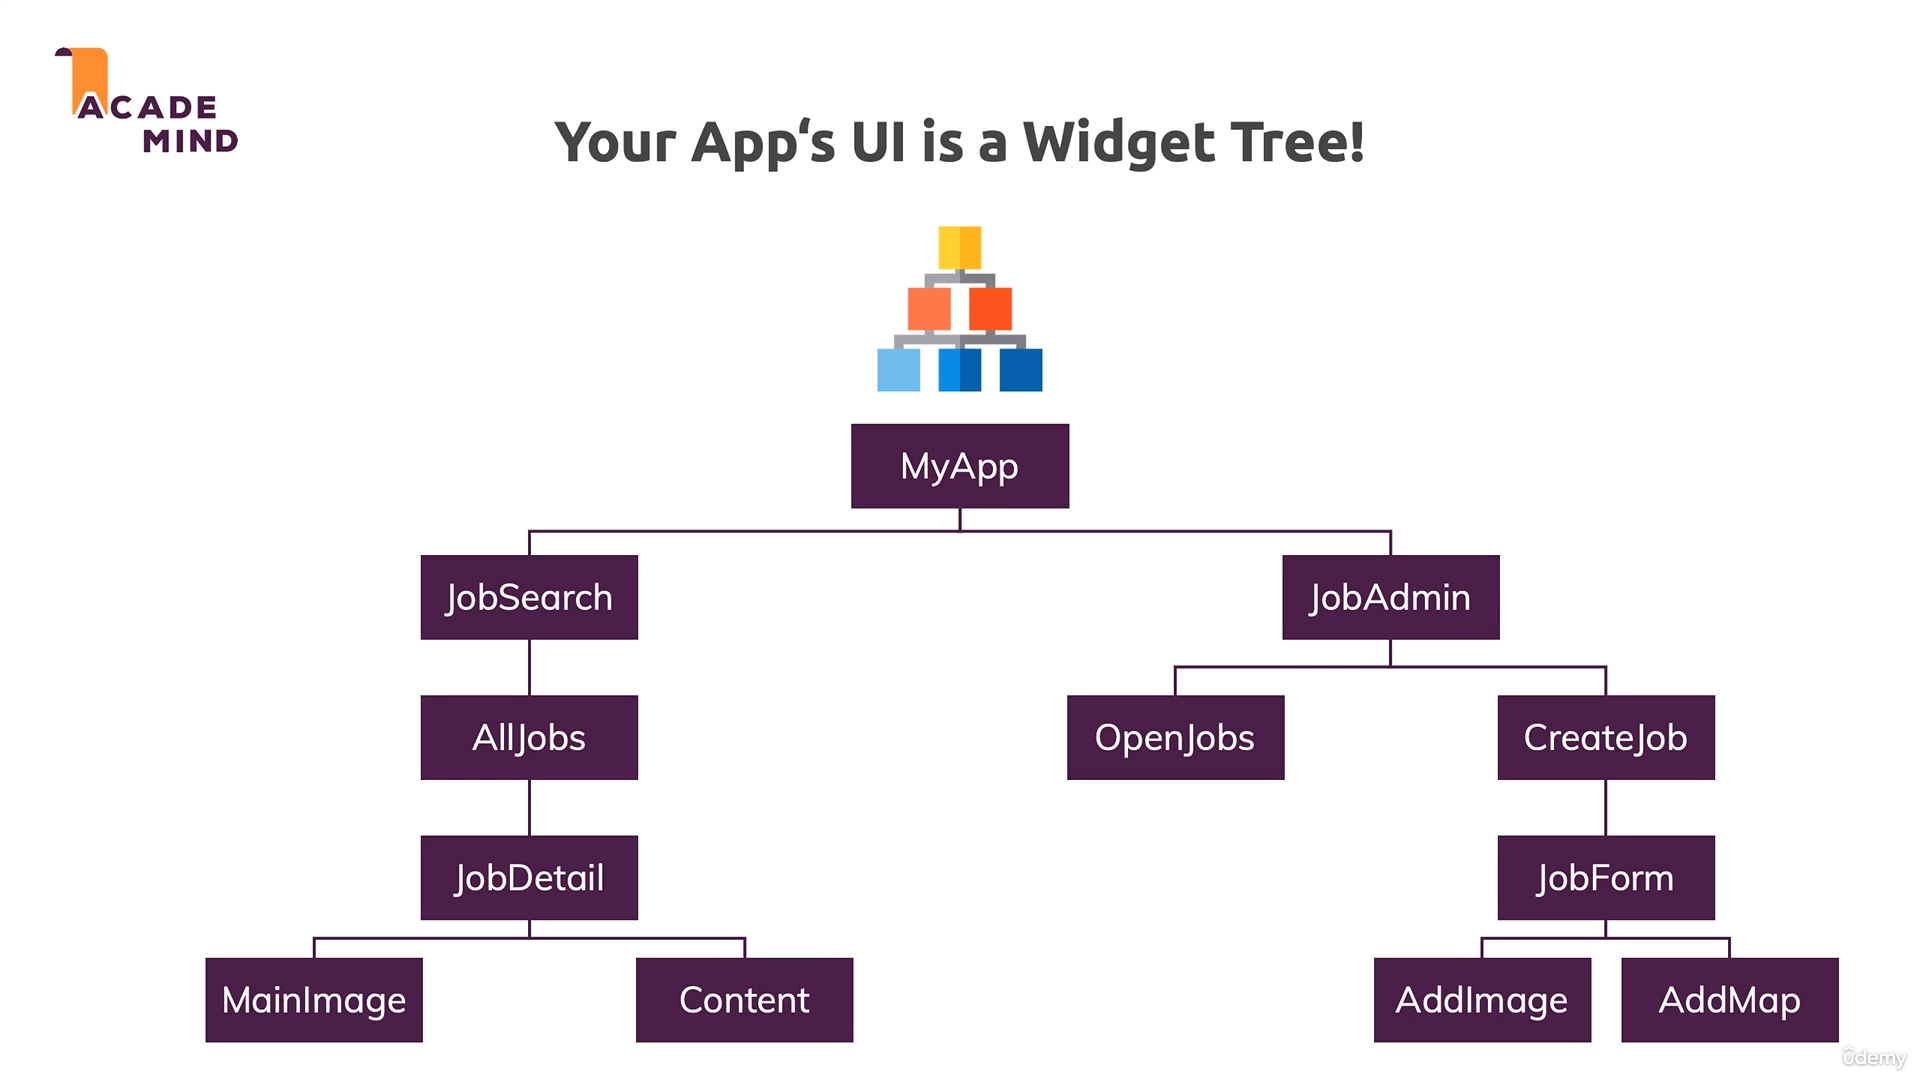 ACADE
MIND
Your App‘s UI is a Widget Tree!
MyApp
JobSearch
JobAdmin
AllJobs
OpenJobs
CreateJob
JobDetail
JobForm
MainImage
Content
AddImage
AddMap
ûdemy